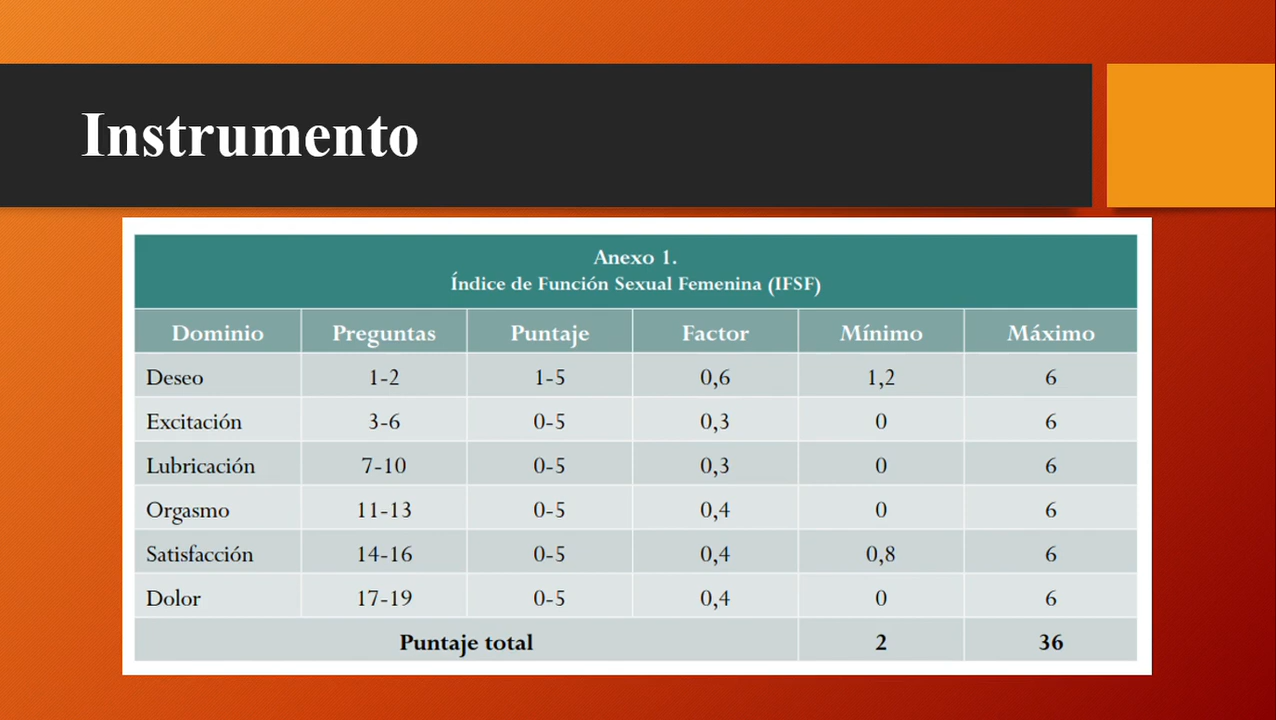 Instrumento
Anexo 1.
Índice de Función Sexual Femenina (IFSF)
Dominio Preguntas Puntaje Factor Mínimo Máximo
Deseo 1-2 1-5 0,6 1,2 6
Excitación 3-6 0-5 0,3 0 6
Lubricación 7-10 0-5 0,3 0 6
Orgasmo 11-13 0-5 0,4 0 6
Satisfacción 14-16 0-5 0,4 0,8 6
Dolor 17-19 0-5 0,4 0 6
Puntaje total 2 36